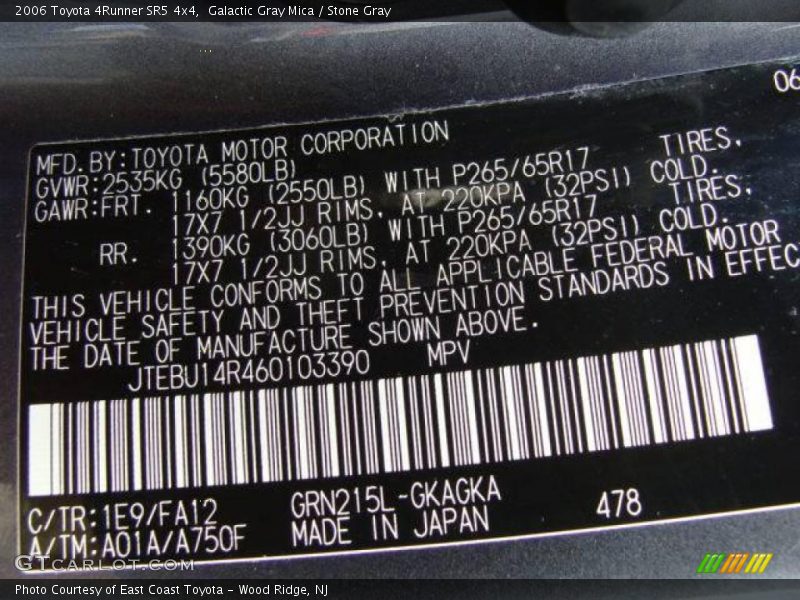 2006 Toyota 4Runner SR5 4x4, Galactic Gray Mica / Stone Gray
06
MFD. BY: TOYOTA MOTOR CORPORATION
GVWR: 2535KG (5580LB)
GAWR: FRT. 1160KG (2550LB) WITH P265/65R17 TIRES,
17X7 1/2JJ RIMS, AT 220KPA (32PSI) COLD.
RR. 1390KG (3060LB) WITH P265/65R17 TIRES,
17X7 1/2JJ RIMS, AT 220KPA (32PSI) COLD.
THIS VEHICLE CONFORMS TO ALL APPLICABLE FEDERAL MOTOR
VEHICLE SAFETY AND THEFT PREVENTION STANDARDS IN EFFEC
THE DATE OF MANUFACTURE SHOWN ABOVE.
JTEBU14R460103390 MPV
C/TR: 1E9/FA12 GRN215L-GKAGKA 478
A/TM: A01A/A750F MADE IN JAPAN
GTCARLOT.COM
Photo Courtesy of East Coast Toyota - Wood Ridge, NJ